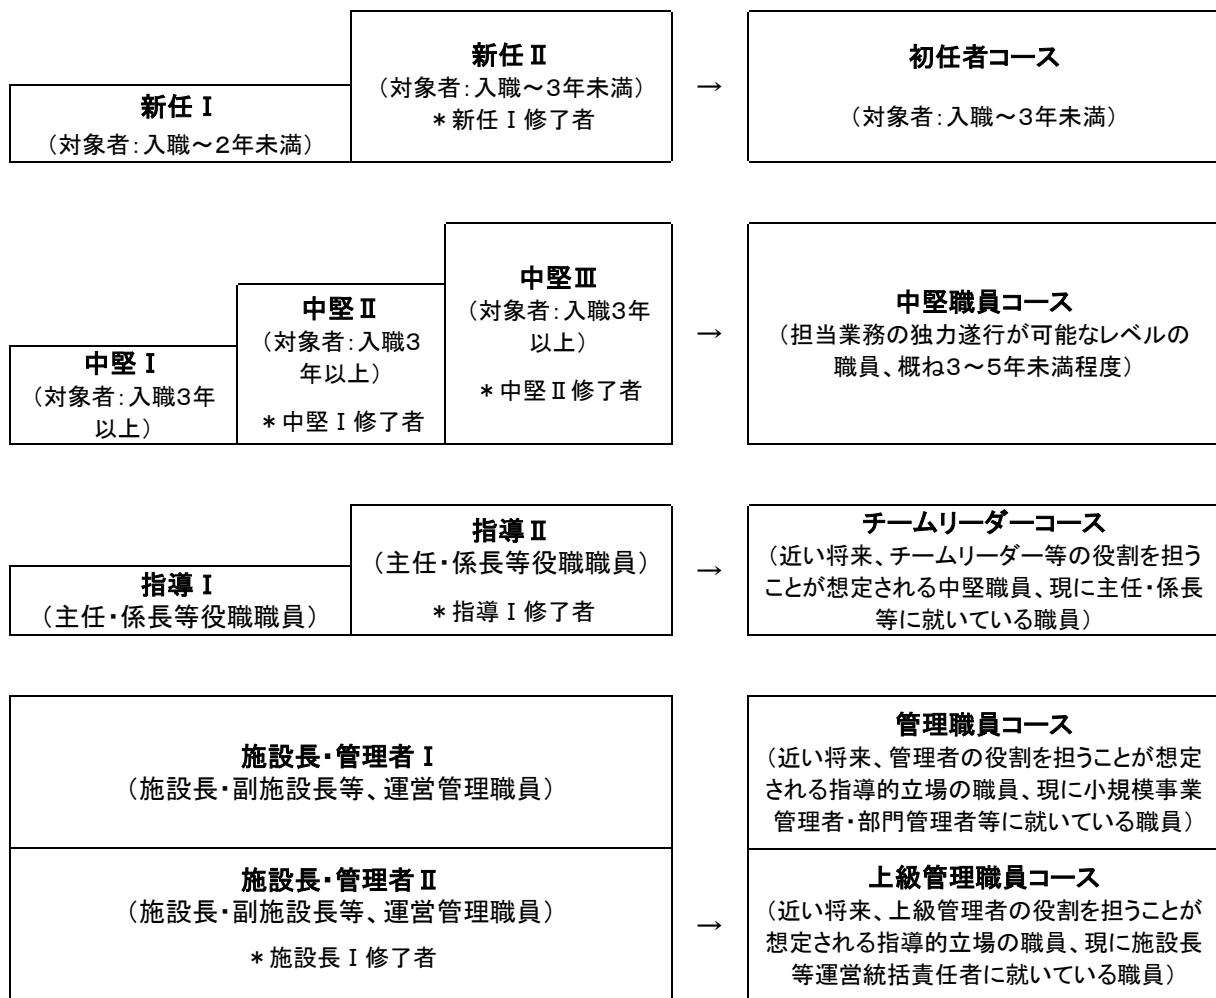 新任Ⅰ
（対象者：入職～２年未満）
新任Ⅱ
（対象者：入職～３年未満）
＊新任Ⅰ修了者
→
初任者コース
（対象者：入職～３年未満）
中堅Ⅰ
（対象者：入職３年
以上）
中堅Ⅱ
（対象者：入職３
年以上）
＊中堅Ⅰ修了者
中堅Ⅲ
（対象者：入職３年
以上）
＊中堅Ⅱ修了者
→
中堅職員コース
（担当業務の独力遂行が可能なレベルの
職員、概ね３～５年未満程度）
指導Ⅰ
（主任・係長等役職職員）
指導Ⅱ
（主任・係長等役職職員）
＊指導Ⅰ修了者
→
チームリーダーコース
（近い将来、チームリーダー等の役割を担う
ことが想定される中堅職員、現に主任・係長
等に就いている職員）
施設長・管理者Ⅰ
（施設長・副施設長等、運営管理職員）
管理職員コース
（近い将来、管理者の役割を担うことが想定
される指導的立場の職員、現に小規模事業
管理者・部門管理者等に就いている職員）
施設長・管理者Ⅱ
（施設長・副施設長等、運営管理職員）
＊施設長Ⅰ修了者
→
上級管理職員コース
（近い将来、上級管理者の役割を担うことが
想定される指導的立場の職員、現に施設長
等運営統括責任者に就いている職員）